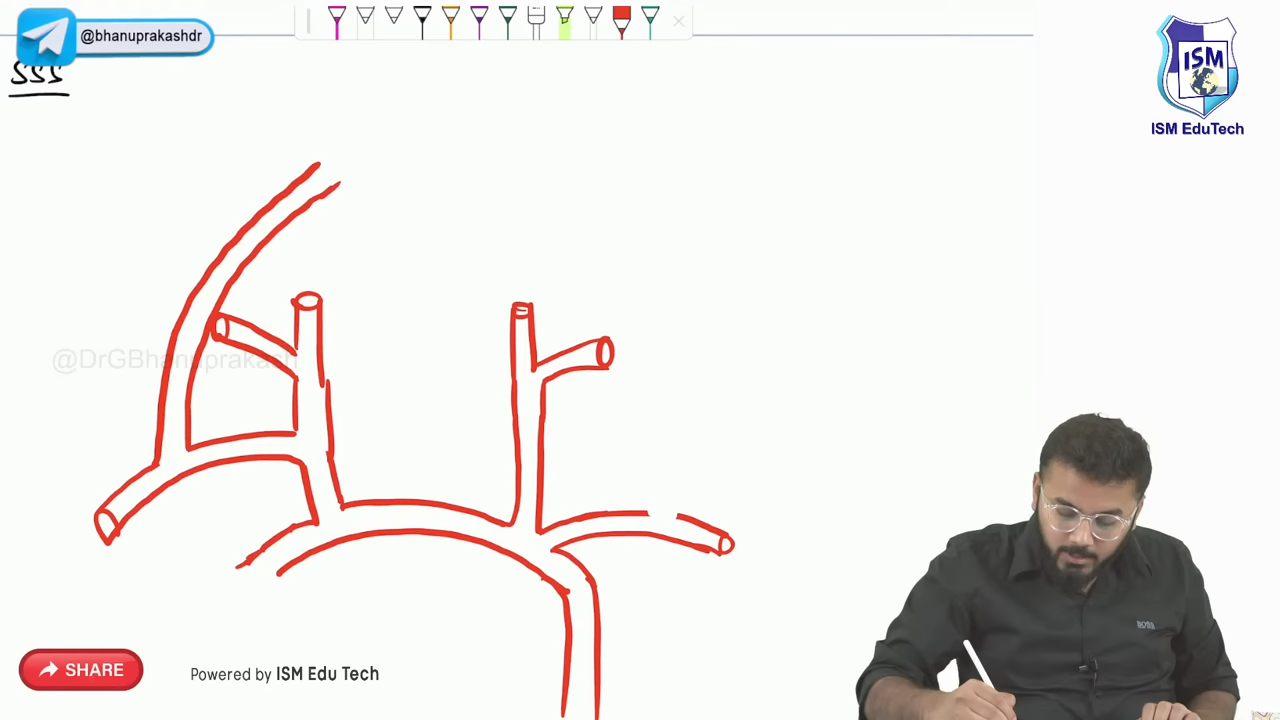 @bhanuprakashdr
SSS
ISM
ISM EduTech
@DrGBhanuprakash
SHARE
Powered by ISM Edu Tech